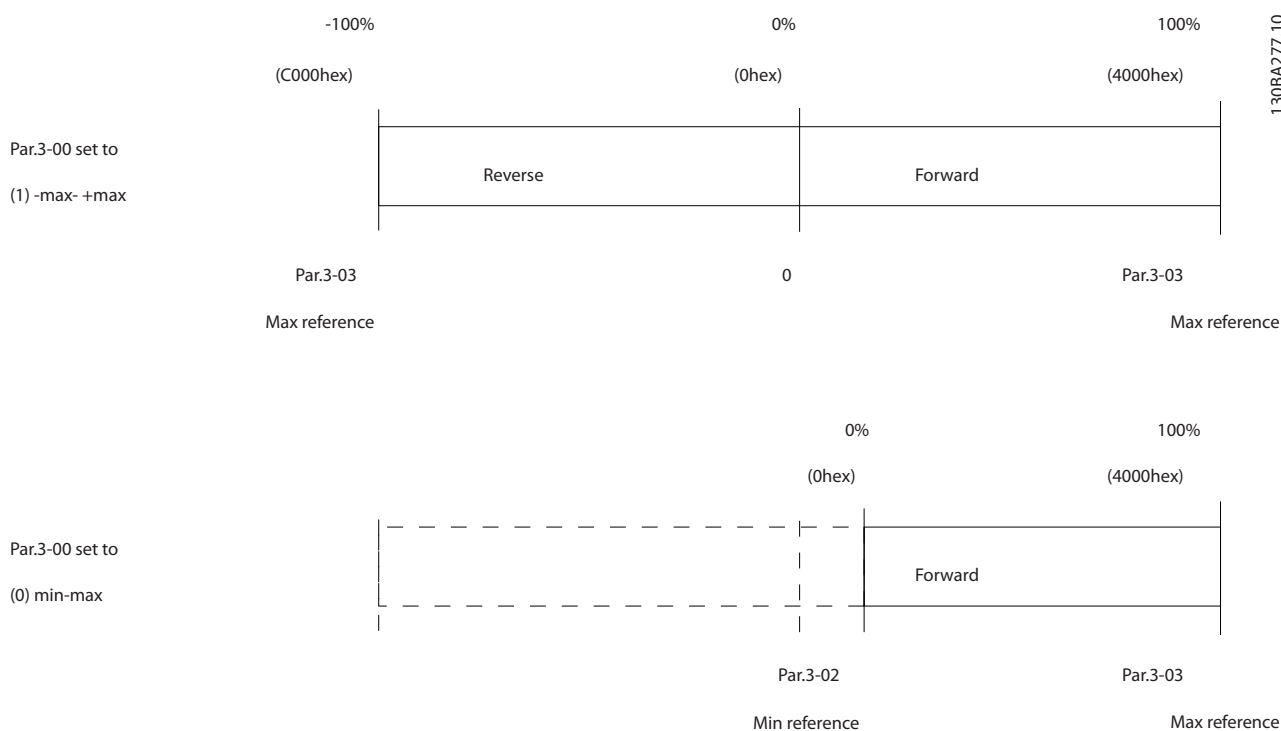 -100% 0% 100%
(C000hex) (0hex) (4000hex)
130BA277.10
Par.3-00 set to
(1) -max- +max
Reverse Forward
Par.3-03 0 Par.3-03
Max reference Max reference
0% 100%
(0hex) (4000hex)
Par.3-00 set to
(0) min-max
Forward
Par.3-02 Par.3-03
Min reference Max reference